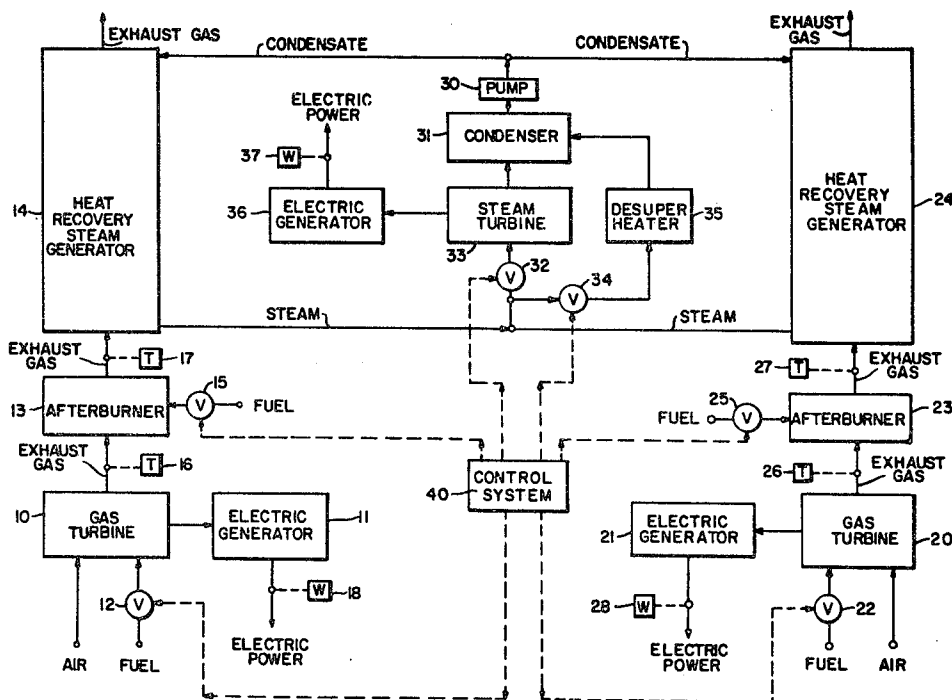 EXHAUST GAS
CONDENSATE
CONDENSATE
EXHAUST GAS
30
PUMP
ELECTRIC
POWER
31
CONDENSER
37
W
14
HEAT
RECOVERY
STEAM
GENERATOR
36
ELECTRIC
GENERATOR
STEAM
TURBINE
33
DESUPER
HEATER
35
HEAT
RECOVERY
STEAM
GENERATOR
24
V
32
V
34
STEAM
STEAM
EXHAUST
GAS
T
17
27
T
EXHAUST
GAS
13
AFTERBURNER
V
15
FUEL
FUEL
25
V
AFTERBURNER
23
EXHAUST
GAS
T
16
26
T
EXHAUST
GAS
40
CONTROL
SYSTEM
10
GAS
TURBINE
ELECTRIC
GENERATOR
11
21
ELECTRIC
GENERATOR
GAS
TURBINE
20
12
V
W
18
28
W
V
22
AIR
FUEL
ELECTRIC
POWER
ELECTRIC
POWER
FUEL
AIR